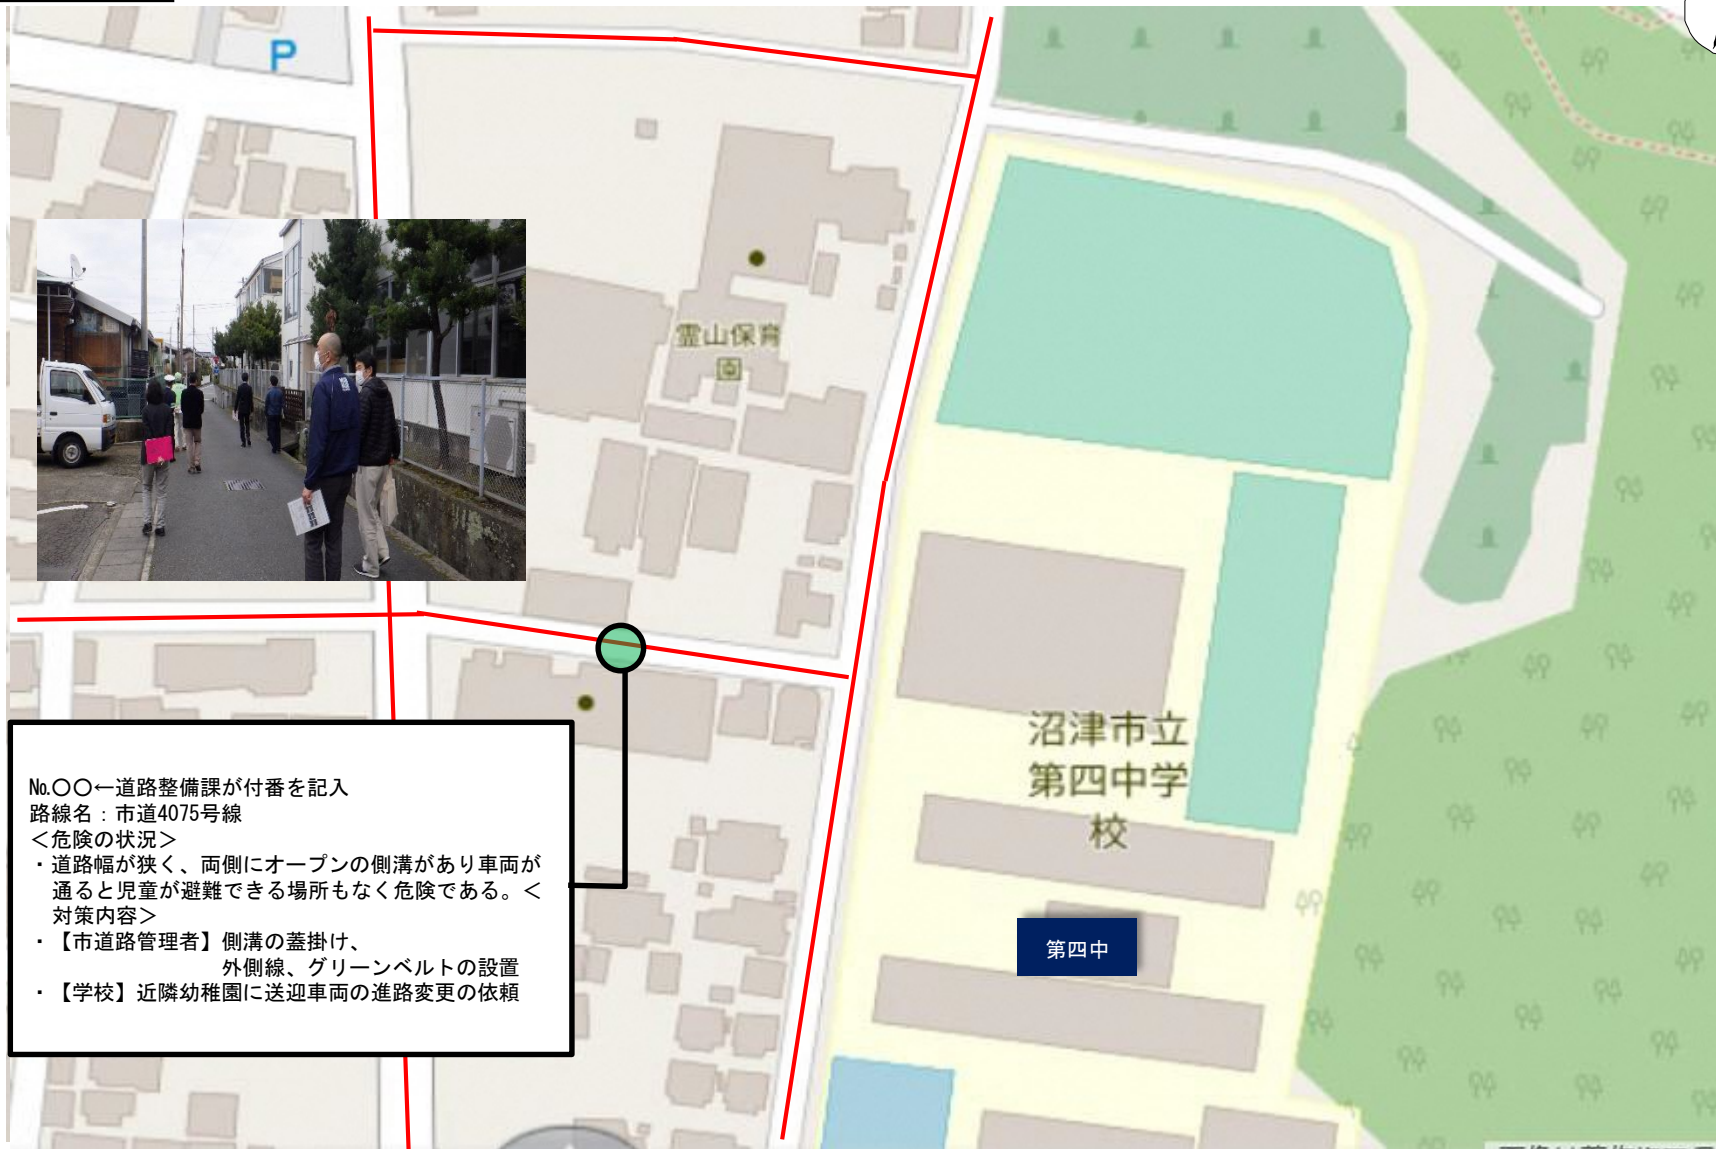 P
霊山保育
園
沼津市立
第四中学
校
第四中
№〇〇←道路整備課が付番を記入
路線名：市道4075号線
＜危険の状況＞
・道路幅が狭く、両側にオープンの側溝があり車両が
通ると児童が避難できる場所もなく危険である。＜
対策内容＞
・【市道路管理者】側溝の蓋掛け、
外側線、グリーンベルトの設置
・【学校】近隣幼稚園に送迎車両の進路変更の依頼